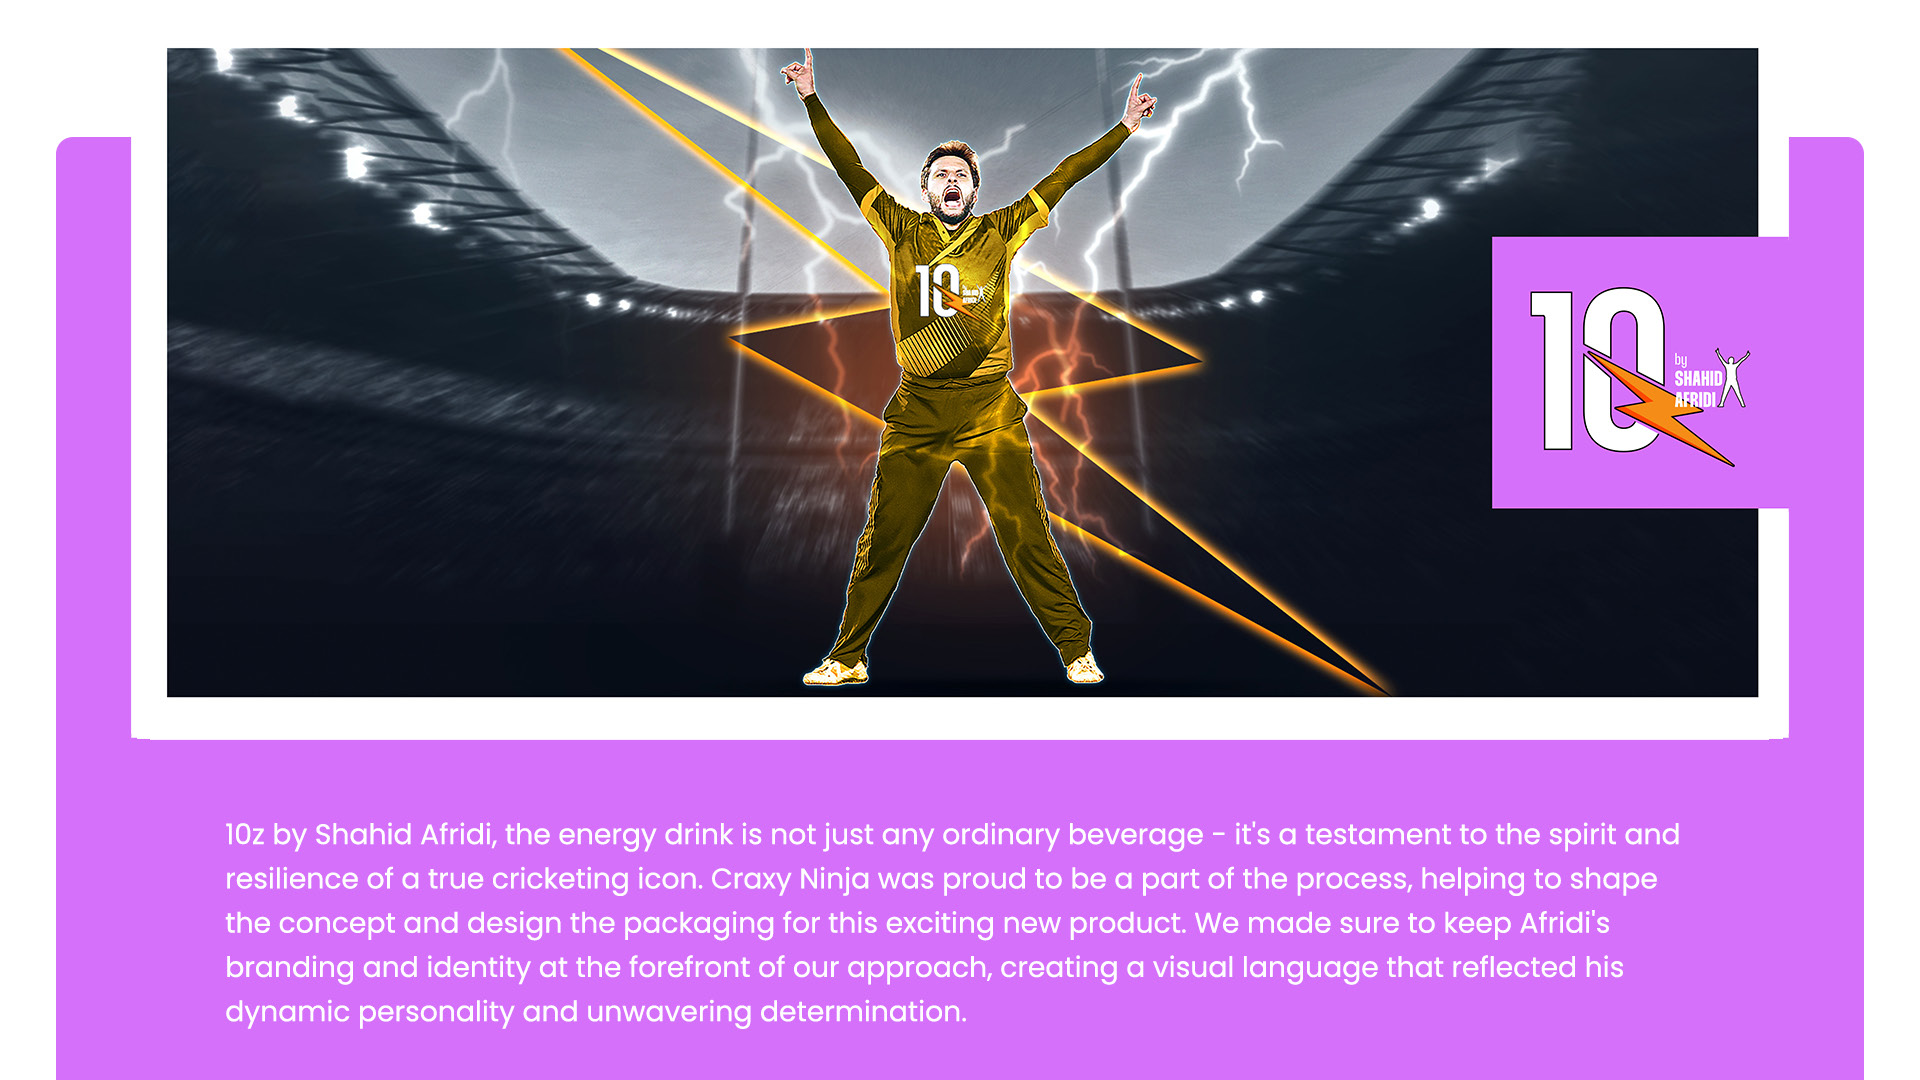 10
10
by
SHAHID
AFRIDI
10z by Shahid Afridi, the energy drink is not just any ordinary beverage - it's a testament to the spirit and
resilience of a true cricketing icon. Craxy Ninja was proud to be a part of the process, helping to shape
the concept and design the packaging for this exciting new product. We made sure to keep Afridi's
branding and identity at the forefront of our approach, creating a visual language that reflected his
dynamic personality and unwavering determination.